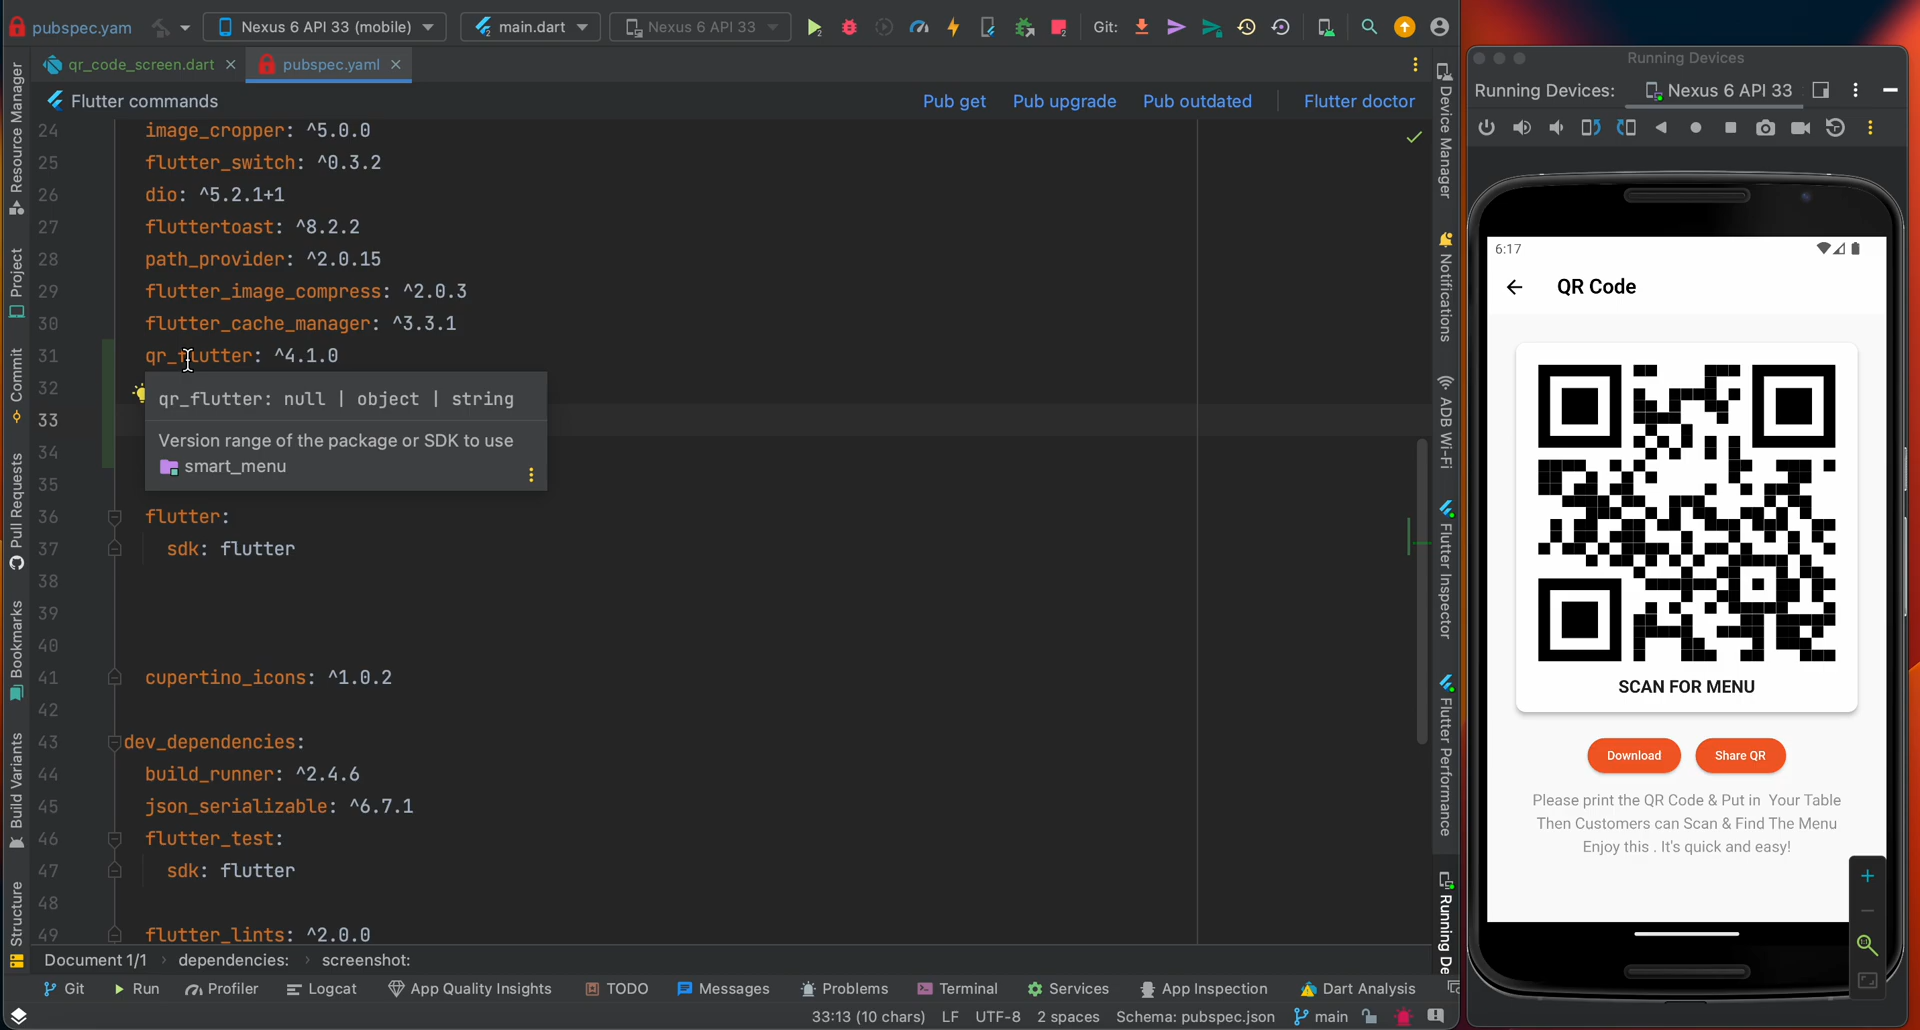 pubspec.yam
Nexus 6 API 33 (mobile)
main.dart
Nexus 6 API 33
Git:
qr_code_screen.dart
pubspec.yaml
Flutter commands
Pub get
Pub upgrade
Pub outdated
Flutter doctor
24 image_cropper: ^5.0.0
25 flutter_switch: ^0.3.2
26 dio: ^5.2.1+1
27 fluttertoast: ^8.2.2
28 path_provider: ^2.0.15
29 flutter_image_compress: ^2.0.3
30 flutter_cache_manager: ^3.3.1
31 qr_flutter: ^4.1.0
32
33
34
35
36 flutter:
37 sdk: flutter
38
39
40
41 cupertino_icons: ^1.0.2
42
43 dev_dependencies:
44 build_runner: ^2.4.6
45 json_serializable: ^6.7.1
46 flutter_test:
47 sdk: flutter
48
49 flutter_lints: ^2.0.0
qr_flutter: null | object | string
Version range of the package or SDK to use
smart_menu
Resource Manager
Project
Commit
Pull Requests
Bookmarks
Build Variants
Structure
Device Manager
Notifications
ADB Wi-Fi
Flutter Inspector
Flutter Performance
Running De
Document 1/1
dependencies:
screenshot:
Git
Run
Profiler
Logcat
App Quality Insights
TODO
Messages
Problems
Terminal
Services
App Inspection
Dart Analysis
33:13 (10 chars)
LF
UTF-8
2 spaces
Schema: pubspec.json
main
Running Devices
Running Devices:
Nexus 6 API 33
6:17
QR Code
SCAN FOR MENU
Download
Share QR
Please print the QR Code & Put in Your Table
Then Customers can Scan & Find The Menu
Enjoy this . It's quick and easy!